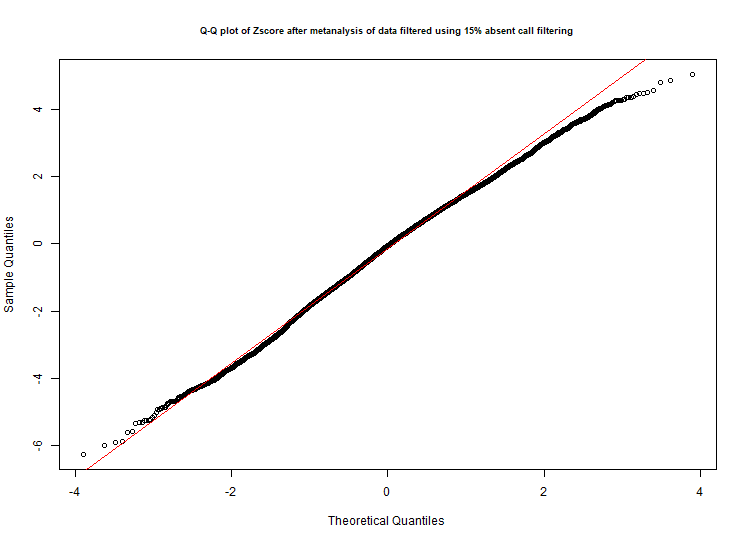 Q-Q plot of Zscore after metanalysis of data filtered using 15% absent call filtering
4
2
0
-2
-4
-6
Sample Quantiles
-4 -2 0 2 4
Theoretical Quantiles